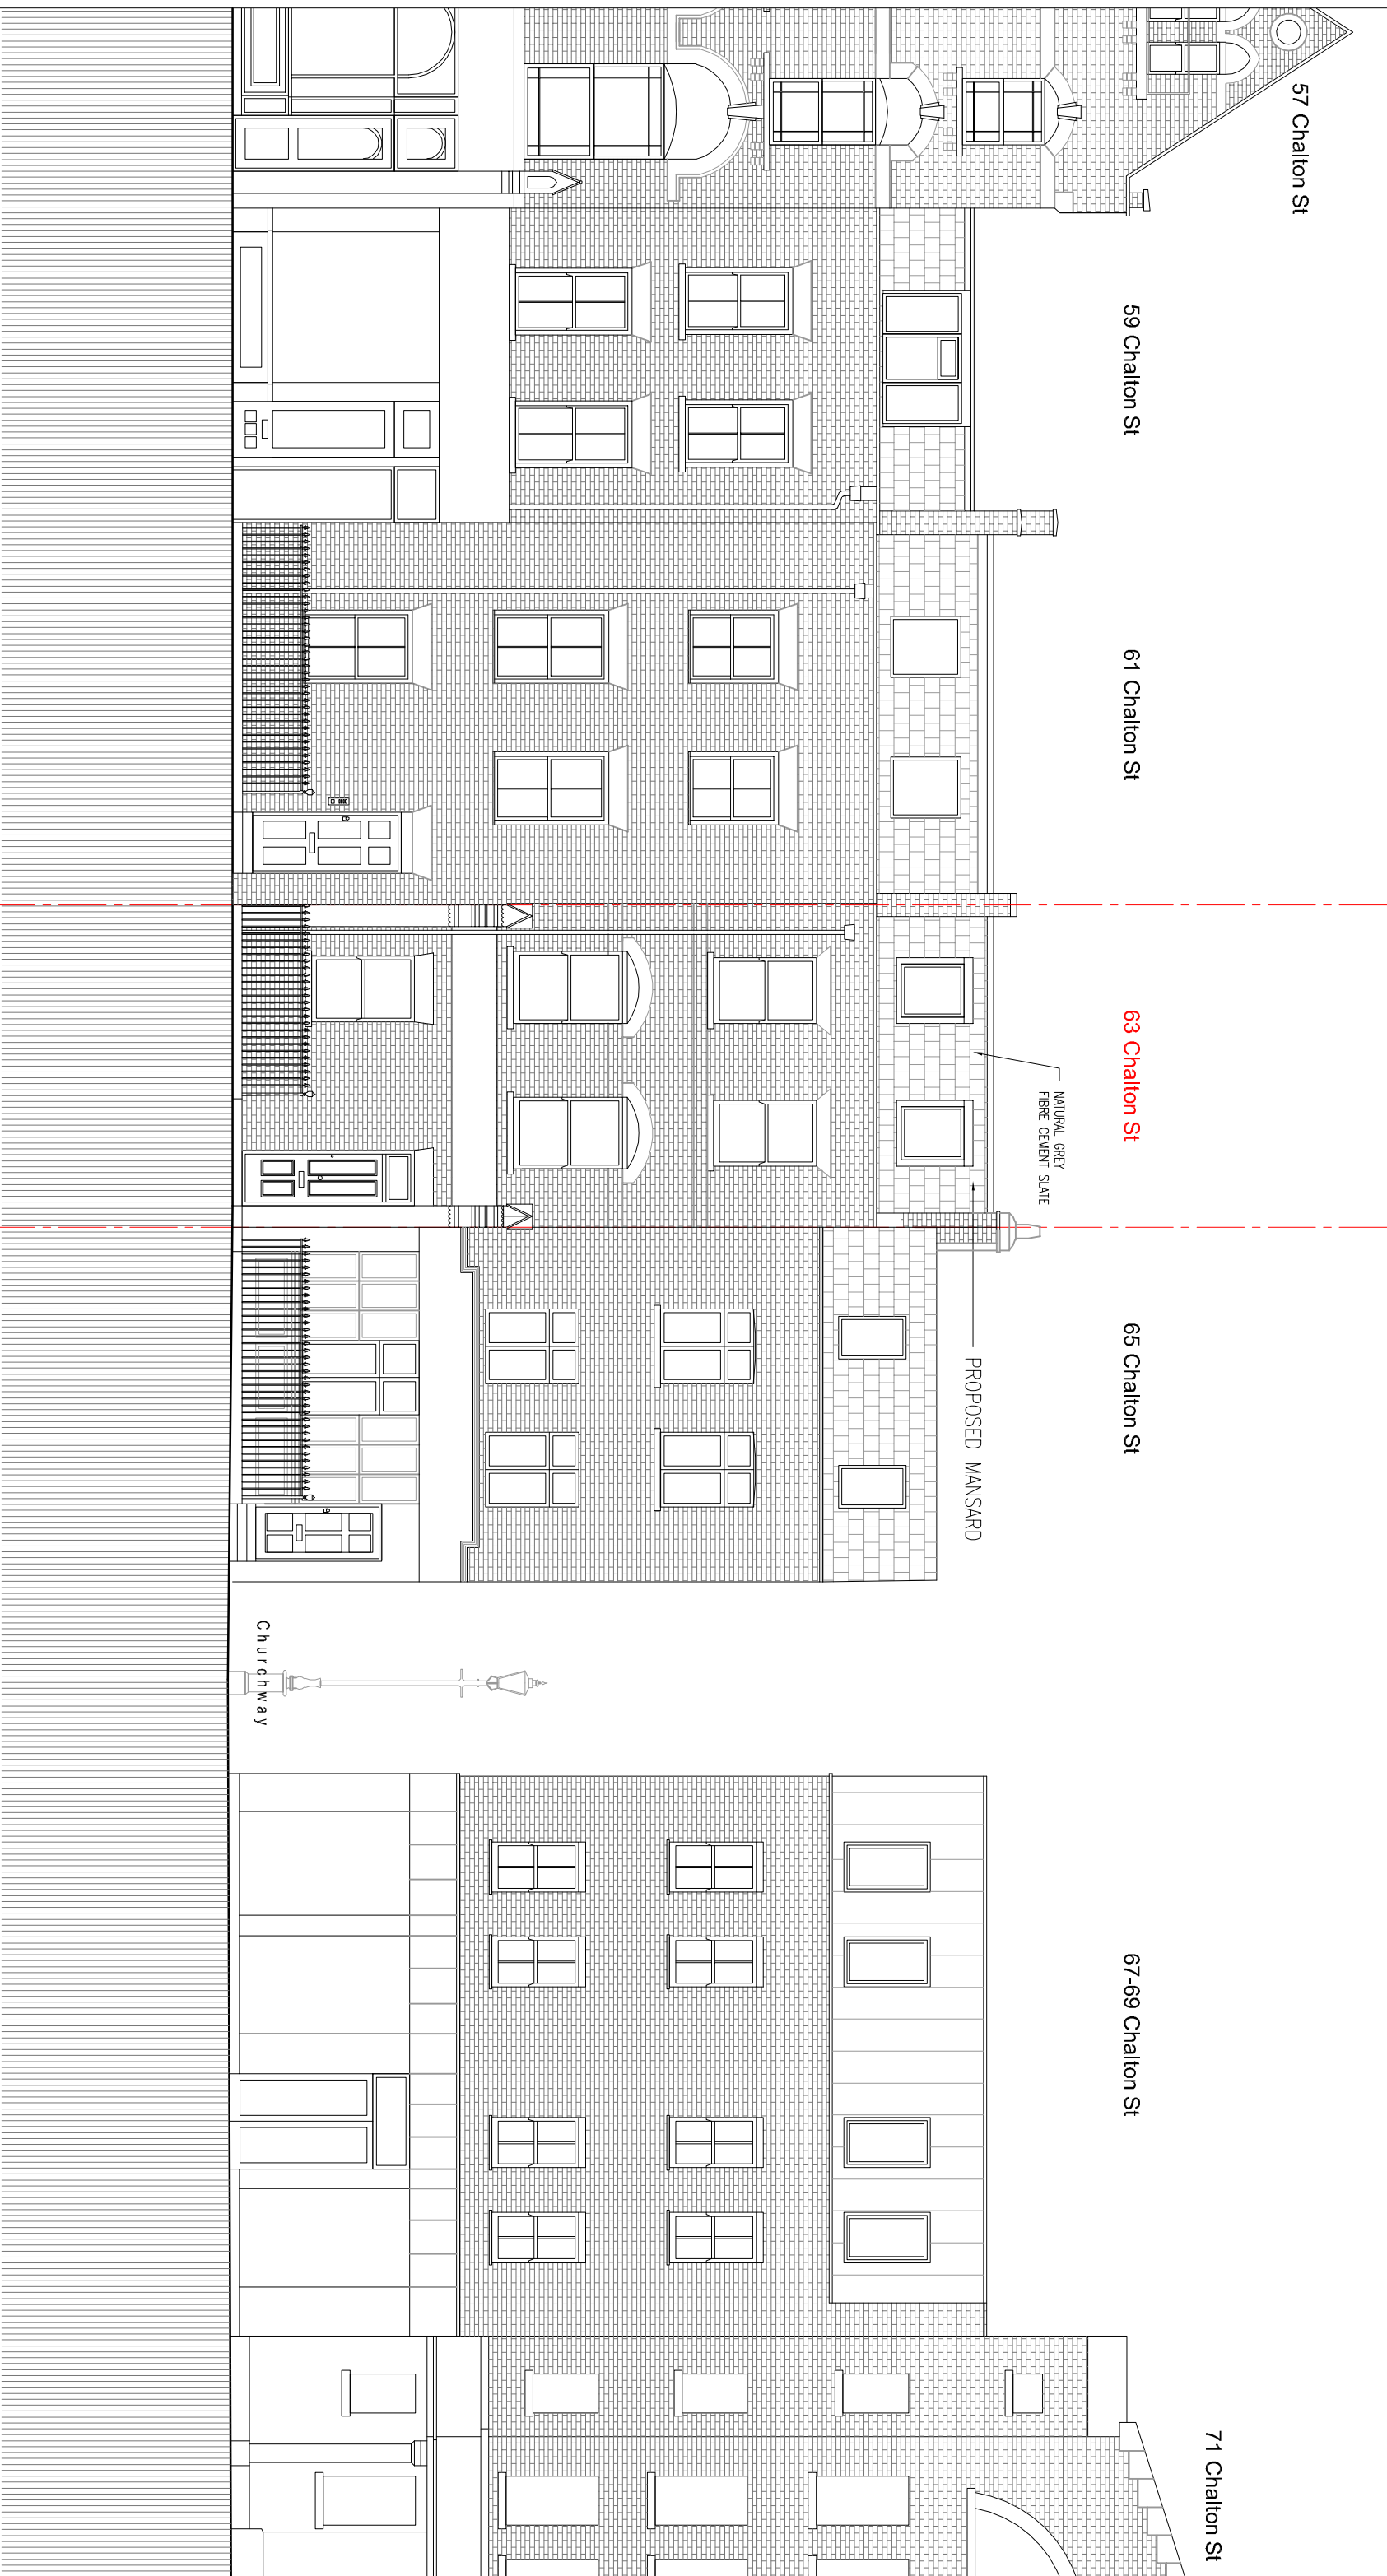 57 Chalton St
59 Chalton St
61 Chalton St
63 Chalton St
NATURAL GREY
FIBRE CEMENT SLATE
65 Chalton St
PROPOSED MANSARD
Churchway
67-69 Chalton St
71 Chalton St